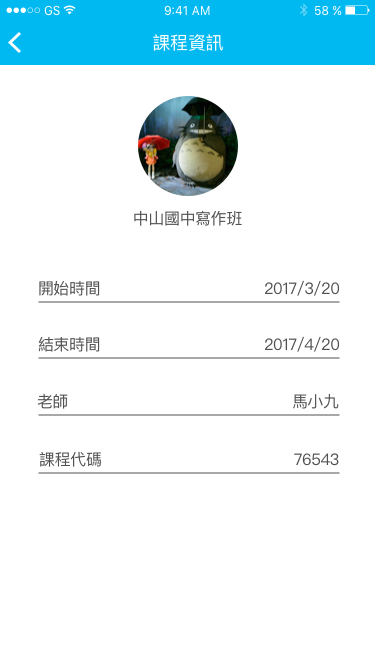 GS 9:41 AM 58 %
課程資訊
中山國中寫作班
開始時間 2017/3/20
結束時間 2017/4/20
老師 馬小九
課程代碼 76543